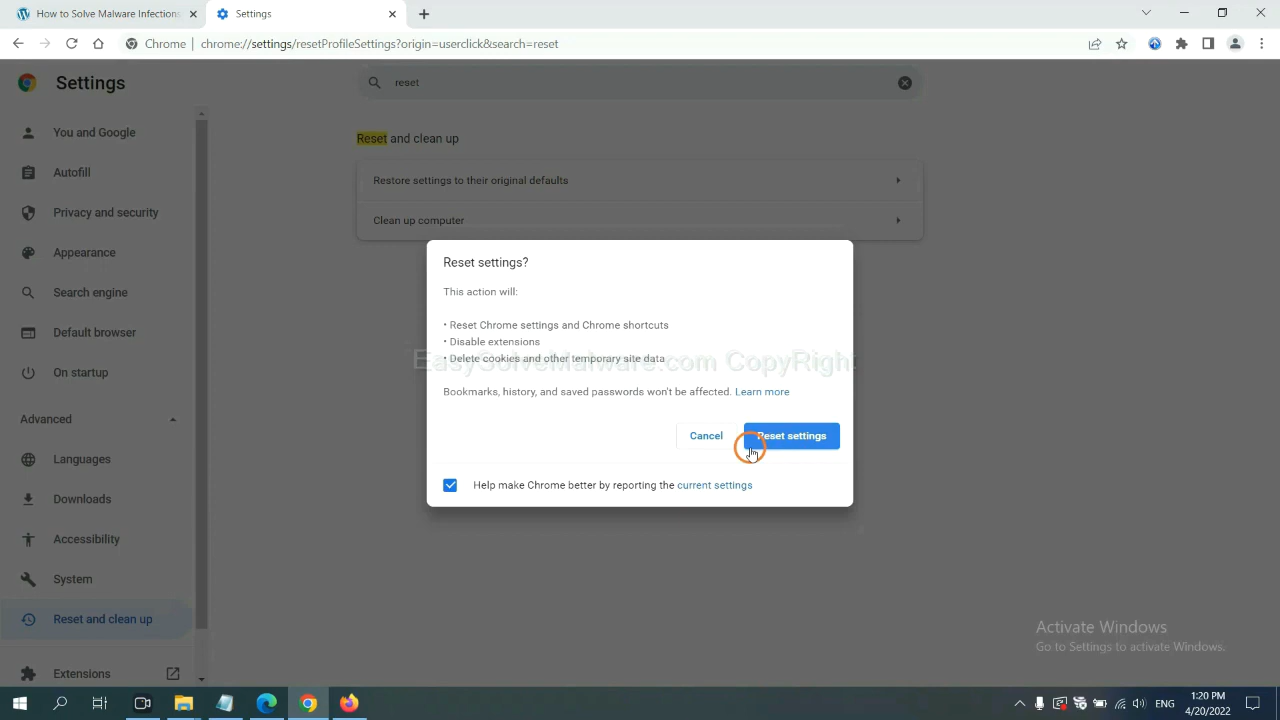 How to Solve Malware Infections
Settings
Chrome | chrome://settings/resetProfileSettings?origin=userclick&search=reset
Settings
reset
You and Google
Autofill
Privacy and security
Appearance
Search engine
Default browser
On startup
Advanced
Languages
Downloads
Accessibility
System
Reset and clean up
Extensions
Reset and clean up
Restore settings to their original defaults
Clean up computer
Reset settings?
This action will:
• Reset Chrome settings and Chrome shortcuts
• Disable extensions
• Delete cookies and other temporary site data
EasySolveMalware.com CopyRight
Bookmarks, history, and saved passwords won't be affected. Learn more
Cancel
Reset settings
Help make Chrome better by reporting the current settings
Activate Windows
Go to Settings to activate Windows.
ENG
1:20 PM
4/20/2022